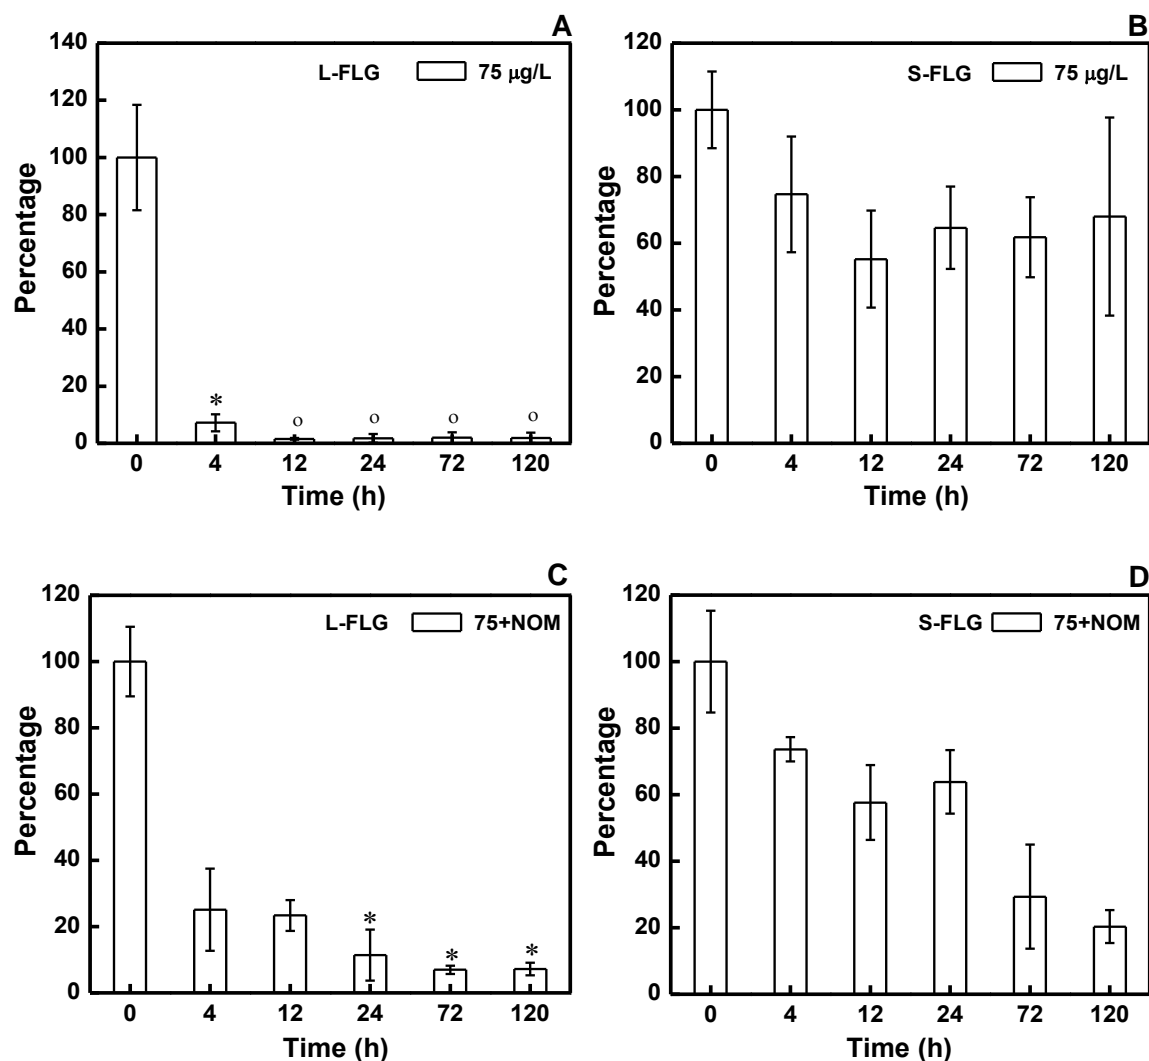 A
L-FLG 75 μg/L
Percentage
140
120
100
80
60
40
20
0
*
o
o
o
o
0 4 12 24 72 120
Time (h)
B
S-FLG 75 μg/L
Percentage
120
100
80
60
40
20
0
0 4 12 24 72 120
Time (h)
C
L-FLG 75+NOM
Percentage
120
100
80
60
40
20
0
*
*
*
0 4 12 24 72 120
Time (h)
D
S-FLG 75+NOM
Percentage
120
100
80
60
40
20
0
0 4 12 24 72 120
Time (h)